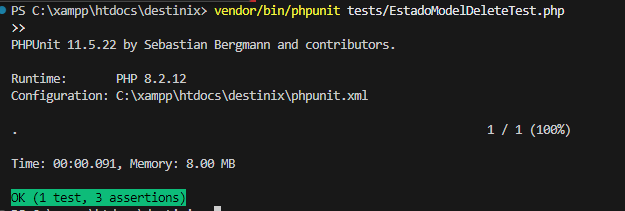 PS C:\xampp\htdocs\destinix> vendor/bin/phpunit tests/EstadoModelDeleteTest.php
>>
PHPUnit 11.5.22 by Sebastian Bergmann and contributors.
Runtime:       PHP 8.2.12
Configuration: C:\xampp\htdocs\destinix\phpunit.xml
.                                                                   1 / 1 (100%)
Time: 00:00.091, Memory: 8.00 MB
OK (1 test, 3 assertions)